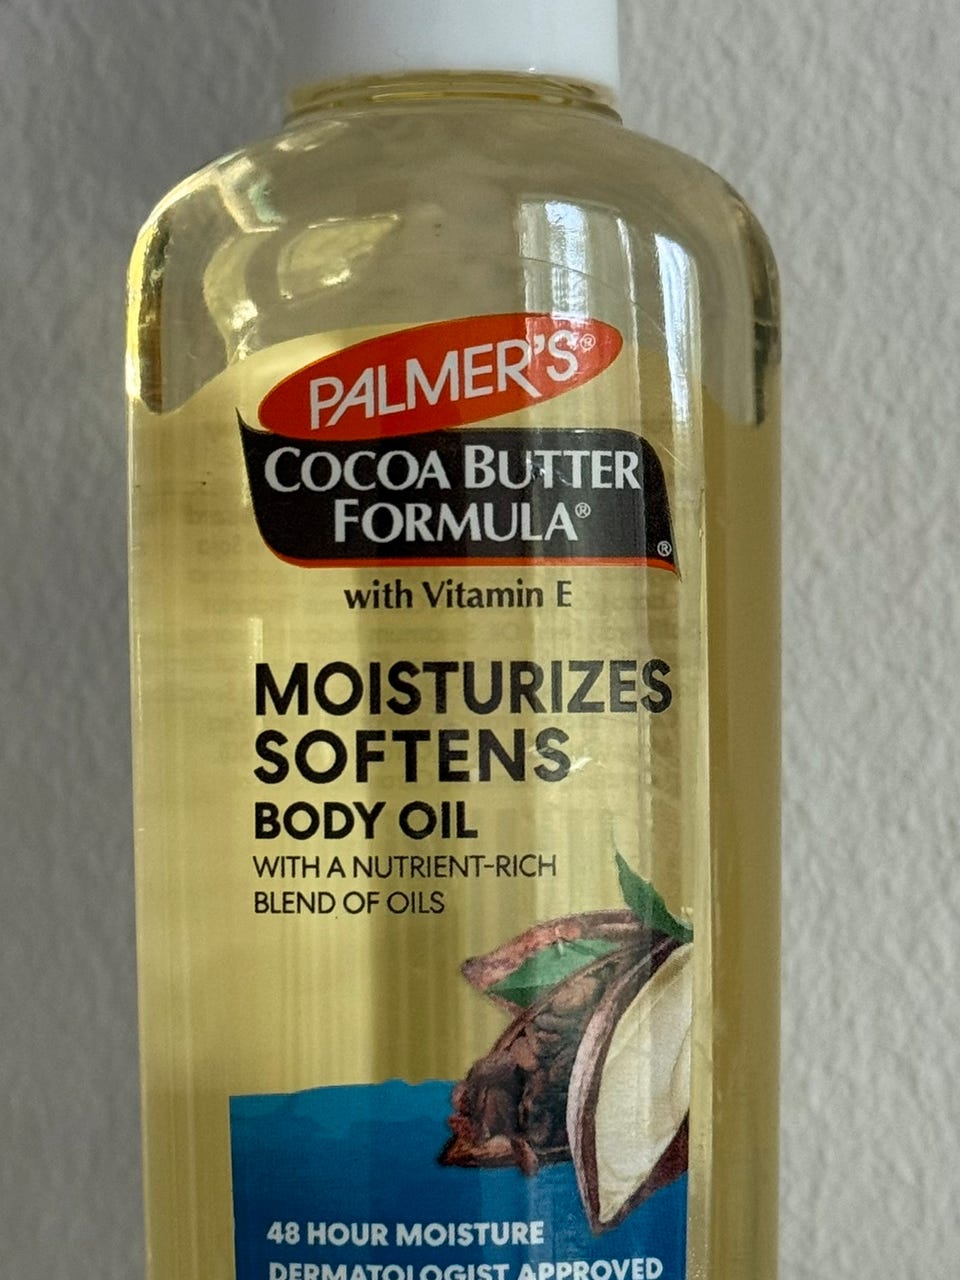 PALMER'S®
COCOA BUTTER
FORMULA®
®
with Vitamin E
MOISTURIZES
SOFTENS
BODY OIL
WITH A NUTRIENT-RICH
BLEND OF OILS
48 HOUR MOISTURE
DERMATOLOGIST APPROVED